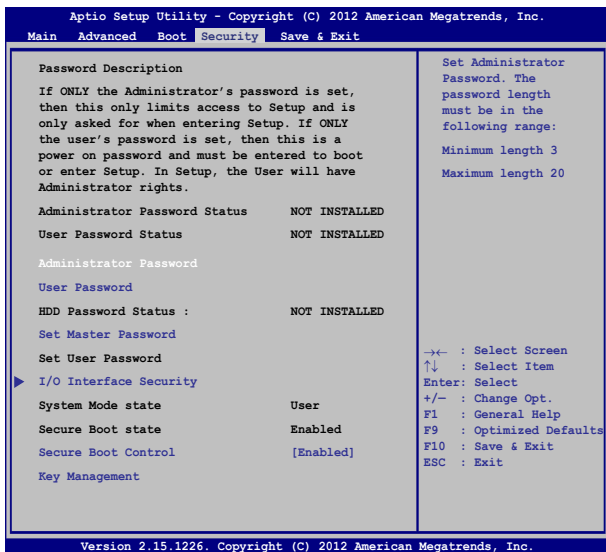 Aptio Setup Utility - Copyright (C) 2012 American Megatrends, Inc.
Main Advanced Boot Security Save & Exit
Password Description
If ONLY the Administrator's password is set,
then this only limits access to Setup and is
only asked for when entering Setup. If ONLY
the user's password is set, then this is a
power on password and must be entered to boot
or enter Setup. In Setup, the User will have
Administrator rights.
Administrator Password Status NOT INSTALLED
User Password Status NOT INSTALLED
Administrator Password
User Password
HDD Password Status : NOT INSTALLED
Set Master Password
Set User Password
I/O Interface Security
System Mode state User
Secure Boot state Enabled
Secure Boot Control [Enabled]
Key Management
Set Administrator
Password. The
password length
must be in the
following range:
Minimum length 3
Maximum length 20
→← : Select Screen
↑↓ : Select Item
Enter: Select
+/— : Change Opt.
F1 : General Help
F9 : Optimized Defaults
F10 : Save & Exit
ESC : Exit
Version 2.15.1226. Copyright (C) 2012 American Megatrends, Inc.